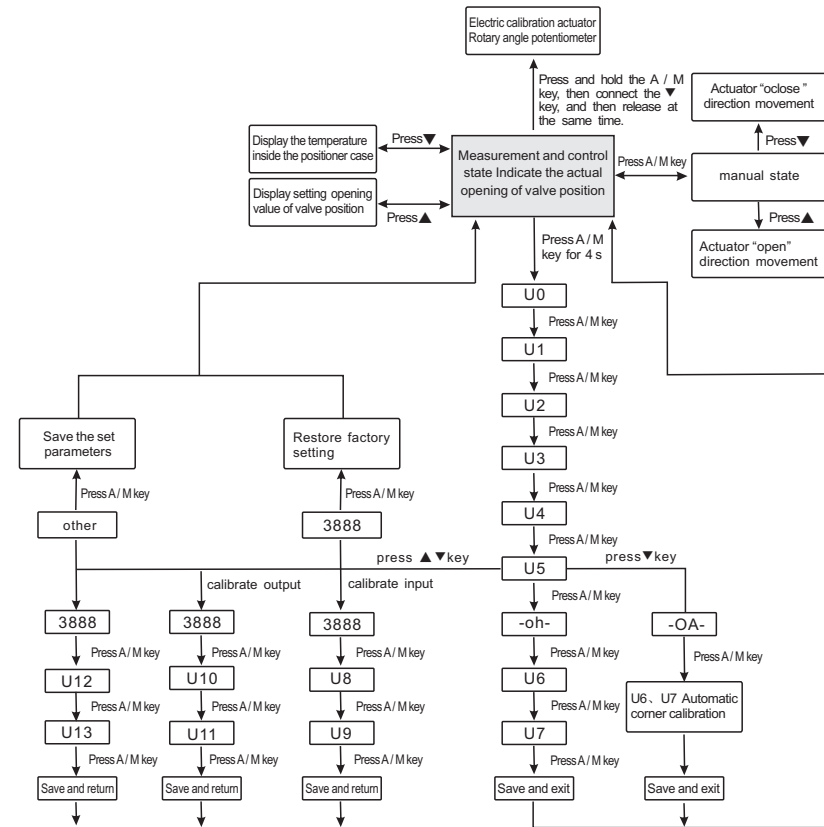 Electric calibration actuator
Rotary angle potentiometer
Press and hold the A / M
key, then connect the ▼
key, and then release at
the same time.
Actuator “oclose ”
direction movement
Display the temperature
inside the positioner case
Press▼
Measurement and control
state Indicate the actual
opening of valve position
Press A / M key
Press▼
manual state
Display setting opening
value of valve position
Press▲
Press▲
Actuator “open”
direction movement
Press A / M
key for 4 s
U0
Press A / M key
U1
Press A / M key
U2
Press A / M key
U3
Press A / M key
U4
Press A / M key
Save the set
parameters
Restore factory
setting
Press A / M key
Press A / M key
other
3888
press ▲ ▼key
U5
press▼key
calibrate output
calibrate input
Press A / M key
3888
3888
3888
-oh-
-OA-
Press A / M key
Press A / M key
Press A / M key
Press A / M key
Press A / M key
U12
U10
U8
U6
U6、U7 Automatic
corner calibration
Press A / M key
Press A / M key
Press A / M key
Press A / M key
U13
U11
U9
U7
Press A / M key
Press A / M key
Press A / M key
Press A / M key
Save and return
Save and return
Save and return
Save and exit
Save and exit